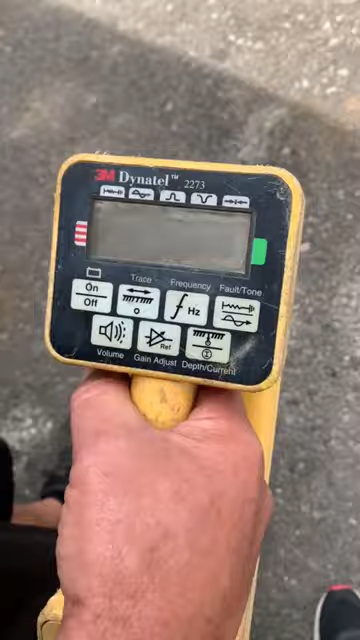 3M Dynatel™ 2273
Trace Frequency Fault/Tone
On
Off
f Hz
Ref
Volume Gain Adjust Depth/Current